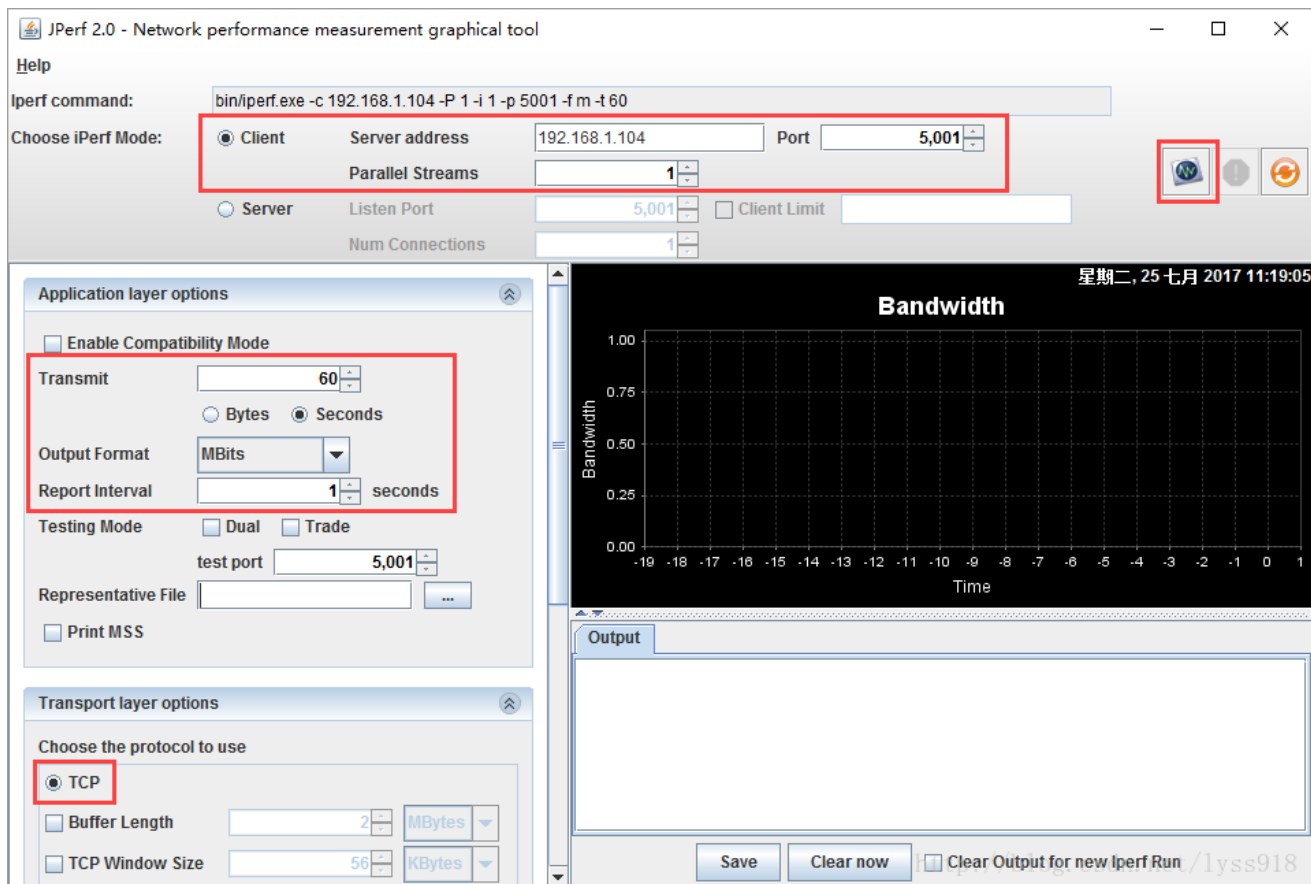 JPerf 2.0 - Network performance measurement graphical tool
Help
Iperf command: bin/iperf.exe -c 192.168.1.104 -P 1 -i 1 -p 5001 -f m -t 60
Choose iPerf Mode: Client Server address 192.168.1.104 Port 5,001
Parallel Streams 1
Server Listen Port 5,001 Client Limit
Num Connections 1
Application layer options
Enable Compatibility Mode
Transmit 60
Bytes Seconds
Output Format MBits
Report Interval 1 seconds
Testing Mode Dual Trade
test port 5,001
Representative File ...
Print MSS
Transport layer options
Choose the protocol to use
TCP
Buffer Length 2 MBytes
TCP Window Size 56 KBytes
星期二, 25 七月 2017 11:19:05
Bandwidth
Bandwidth
1.00
0.75
0.50
0.25
0.00
-19 -18 -17 -16 -15 -14 -13 -12 -11 -10 -9 -8 -7 -6 -5 -4 -3 -2 -1 0 1
Time
Output
Save Clear now Clear Output for new Iperf Run
http://blog.csdn.net/lyss918